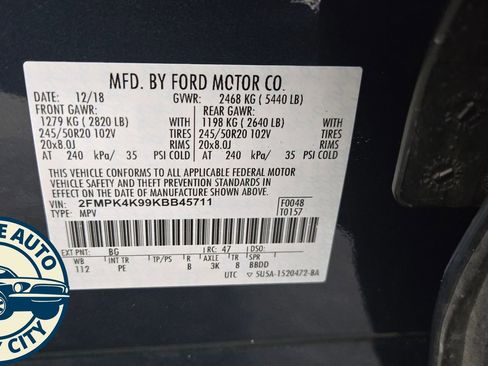 MFD. BY FORD MOTOR CO.
DATE: 12/18 GVWR: 2468 KG ( 5440 LB)
FRONT GAWR: REAR GAWR:
1279 KG ( 2820 LB) WITH 1198 KG ( 2640 LB) WITH
245/50R20 102V TIRES 245/50R20 102V TIRES
20x8.0J RIMS 20x8.0J RIMS
AT 240 kPa/ 35 PSI COLD AT 240 kPa/ 35 PSI COLD
THIS VEHICLE CONFORMS TO ALL APPLICABLE FEDERAL MOTOR
VEHICLE SAFETY AND BUMPER STANDARDS IN
EFFECT ON THE DATE OF MANUFACTURE SHOWN ABOVE.
VIN: 2FMPK4K99KBB45711 F0048
TYPE: MPV T0157
EXT PNT: BG RC: 47 DSO:
WB INT TR TP/PS R AXLE TR SPR
112 PE B 3K 8 BBDD
UTC 5U5A-1520472-BA
AUTO
CITY